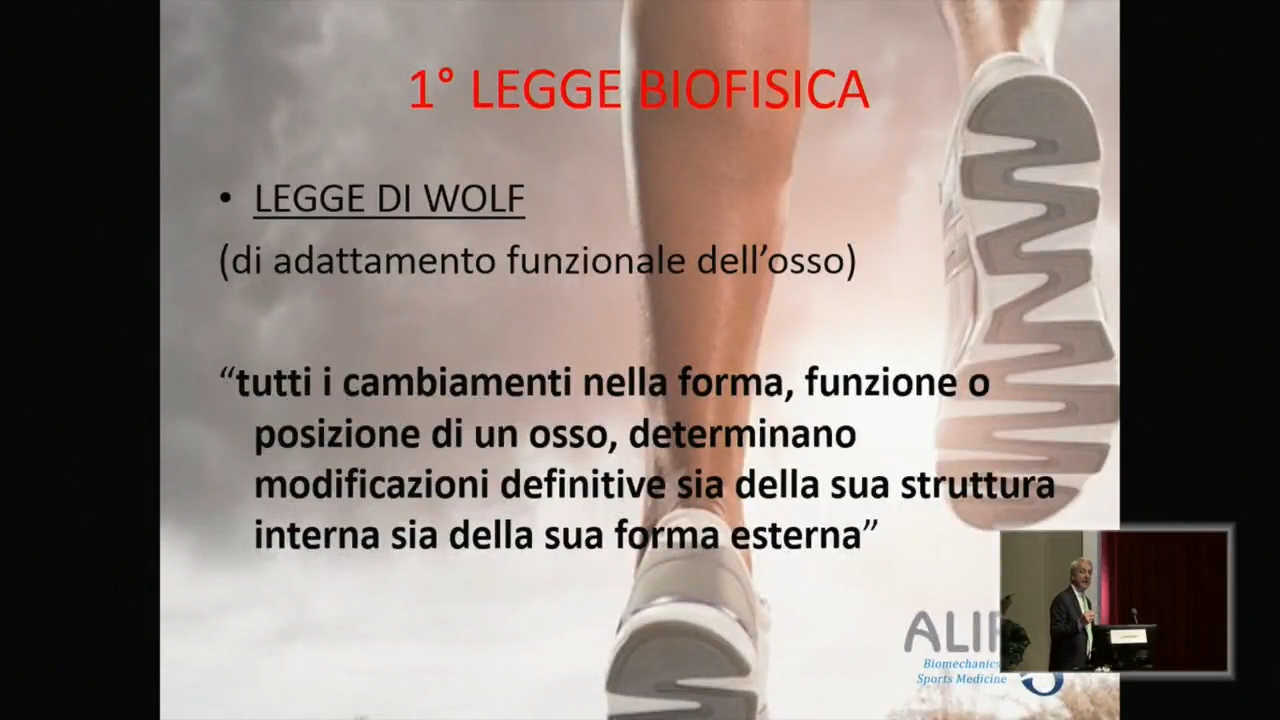 1° LEGGE BIOFISICA
• LEGGE DI WOLF
(di adattamento funzionale dell’osso)
“tutti i cambiamenti nella forma, funzione o
posizione di un osso, determinano
modificazioni definitive sia della sua struttura
interna sia della sua forma esterna”
Biomechanics
Sports Medicine